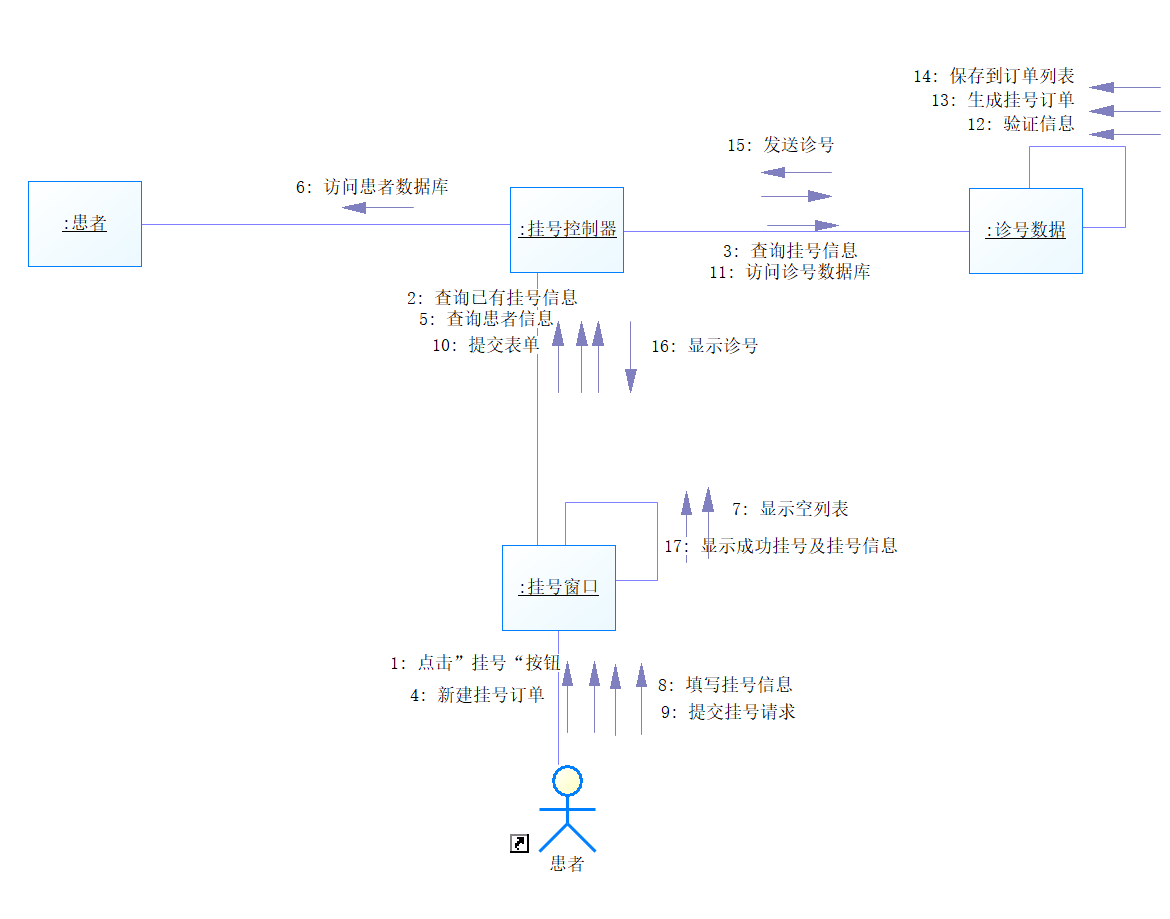 14: 保存到订单列表
13: 生成挂号订单
12: 验证信息
15: 发送诊号
6: 访问患者数据库
:患者
:挂号控制器
:诊号数据
3: 查询挂号信息
11: 访问诊号数据库
2: 查询已有挂号信息
5: 查询患者信息
10: 提交表单
16: 显示诊号
7: 显示空列表
17: 显示成功挂号及挂号信息
:挂号窗口
1: 点击”挂号“按钮
4: 新建挂号订单
8: 填写挂号信息
9: 提交挂号请求
患者